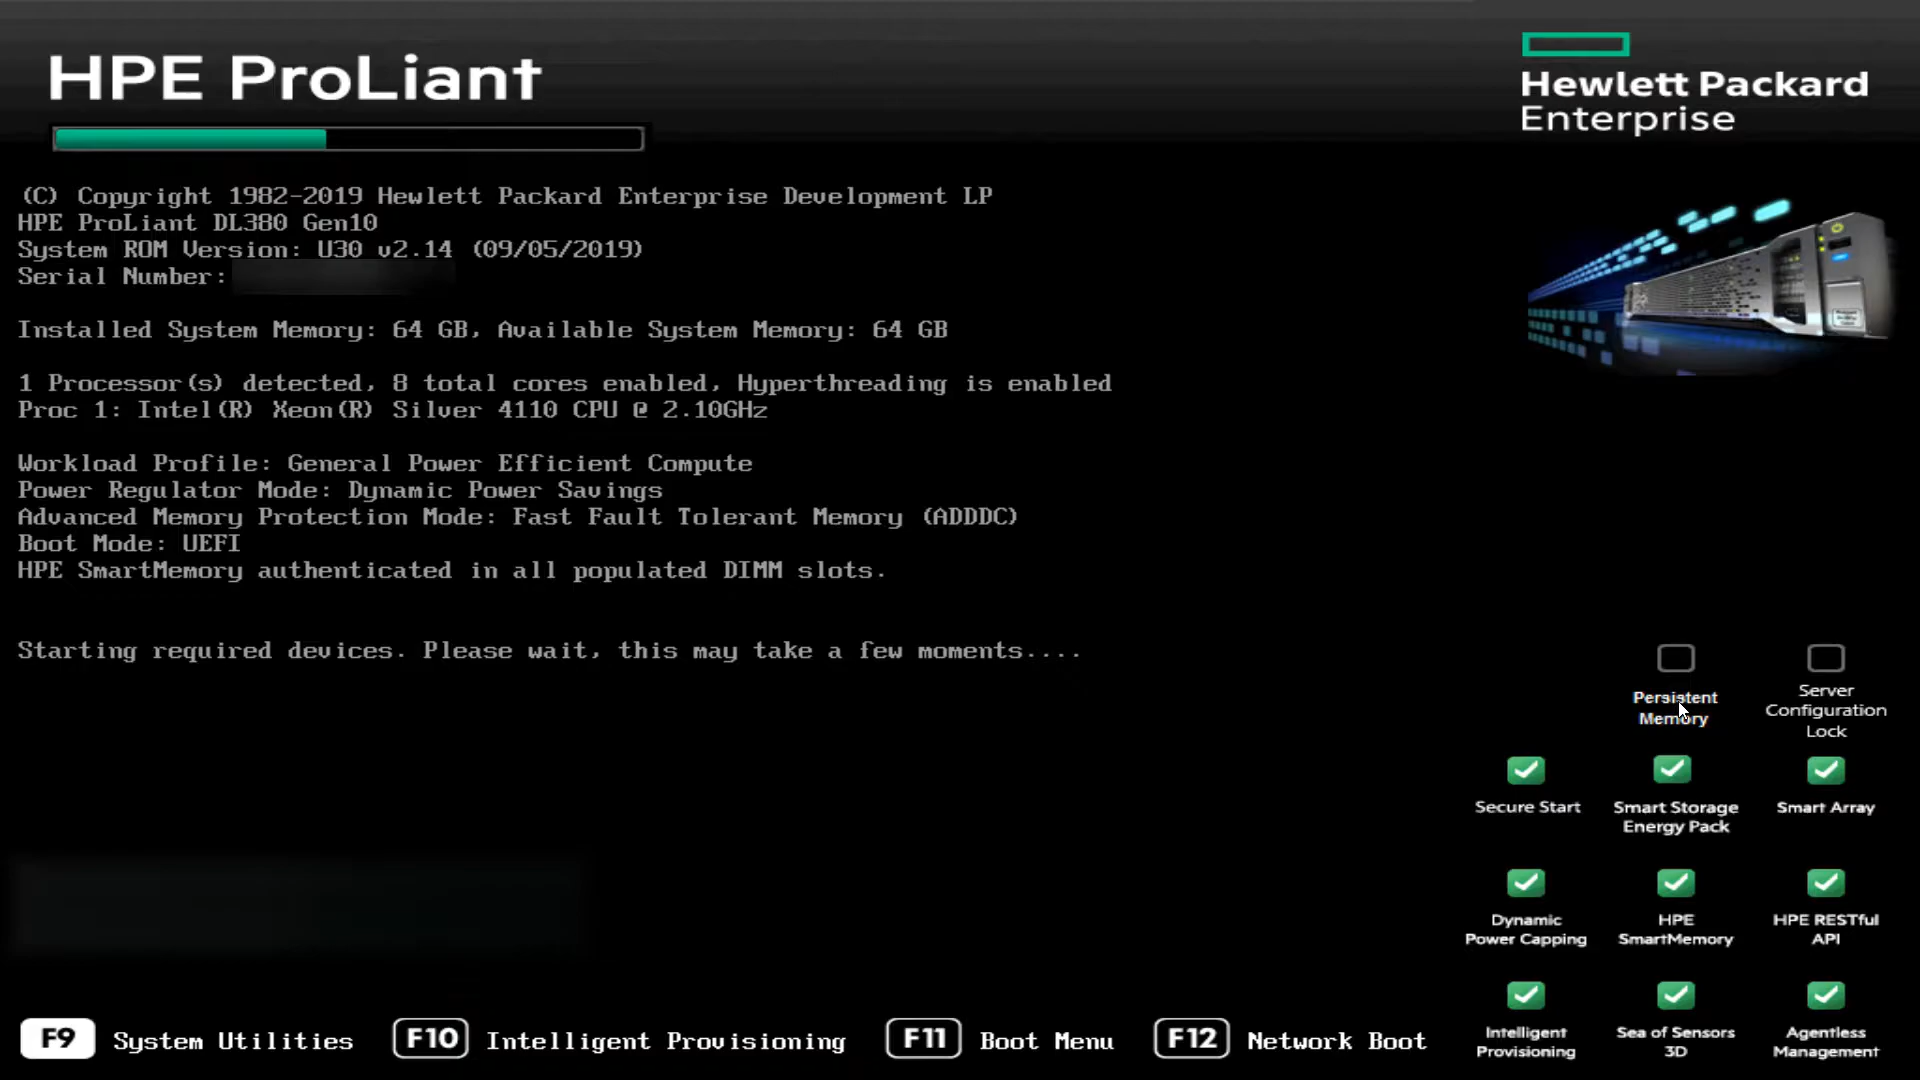 HPE ProLiant
Hewlett Packard
Enterprise
(C) Copyright 1982-2019 Hewlett Packard Enterprise Development LP
HPE ProLiant DL380 Gen10
System ROM Version: U30 v2.14 (09/05/2019)
Serial Number:
Installed System Memory: 64 GB, Available System Memory: 64 GB
1 Processor(s) detected, 8 total cores enabled, Hyperthreading is enabled
Proc 1: Intel(R) Xeon(R) Silver 4110 CPU @ 2.10GHz
Workload Profile: General Power Efficient Compute
Power Regulator Mode: Dynamic Power Savings
Advanced Memory Protection Mode: Fast Fault Tolerant Memory (ADDDC)
Boot Mode: UEFI
HPE SmartMemory authenticated in all populated DIMM slots.
Starting required devices. Please wait, this may take a few moments....
Persistent
Memory
Server
Configuration
Lock
Secure Start
Smart Storage
Energy Pack
Smart Array
Dynamic
Power Capping
HPE
SmartMemory
HPE RESTful
API
Intelligent
Provisioning
Sea of Sensors
3D
Agentless
Management
F9 System Utilities F10 Intelligent Provisioning F11 Boot Menu F12 Network Boot